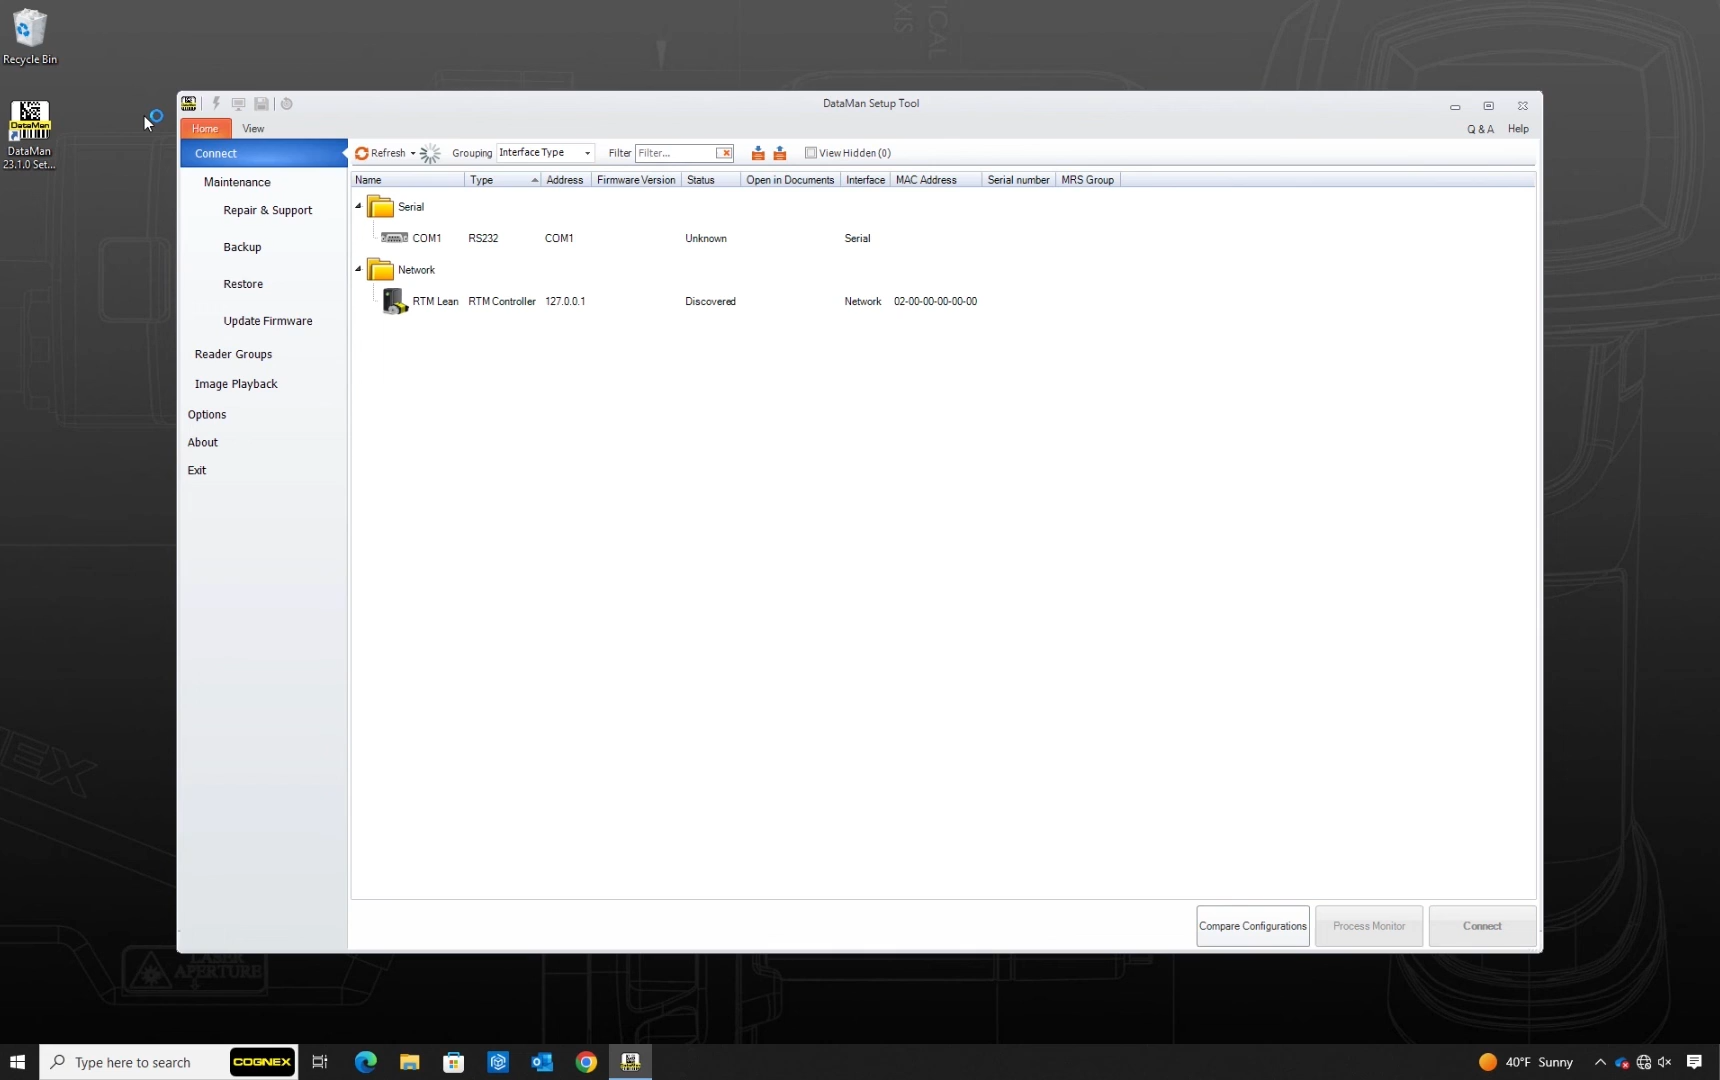 Recycle Bin
DataMan
DataMan
23.1.0 Set...
DataMan Setup Tool
Home View
Q & A Help
Connect
Maintenance
Repair & Support
Backup
Restore
Update Firmware
Reader Groups
Image Playback
Options
About
Exit
Refresh Grouping Interface Type Filter Filter... View Hidden (0)
Name Type Address Firmware Version Status Open in Documents Interface MAC Address Serial number MRS Group
Serial
COM1 RS232 COM1 Unknown Serial
Network
RTM Lean RTM Controller 127.0.0.1 Discovered Network 02-00-00-00-00-00
Compare Configurations Process Monitor Connect
LASER
APERTURE
Type here to search COGNEX
40°F Sunny